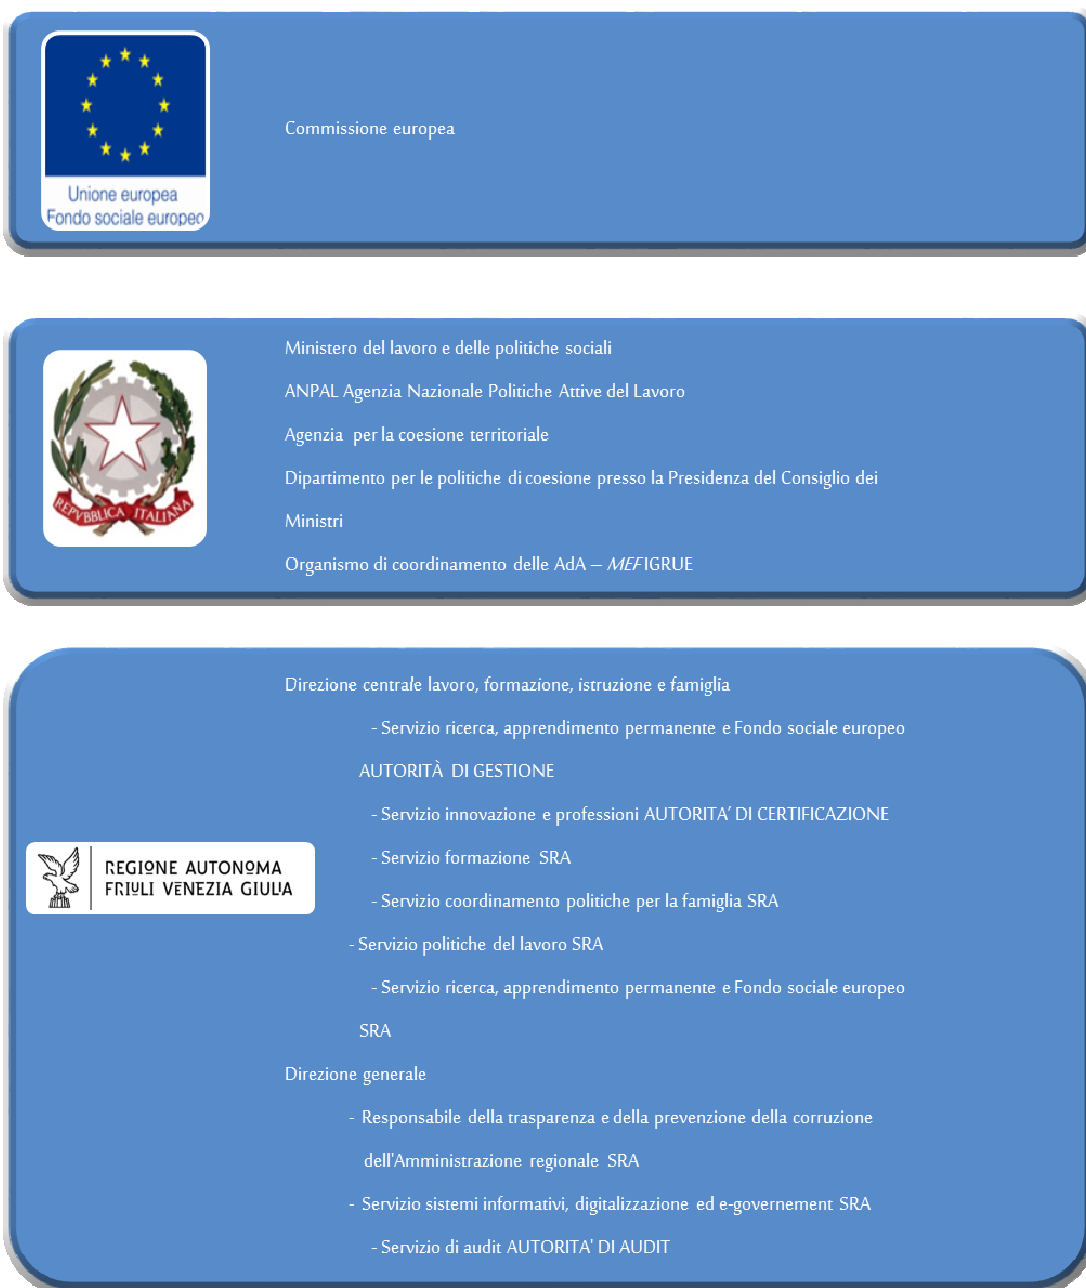 Unione europea
Fondo sociale europeo
Commissione europea
REPVBBLICA ITALIANA
Ministero del lavoro e delle politiche sociali
ANPAL Agenzia Nazionale Politiche Attive del Lavoro
Agenzia per la coesione territoriale
Dipartimento per le politiche di coesione presso la Presidenza del Consiglio dei
Ministri
Organismo di coordinamento delle AdA – MEFIGRUE
REGIONE AUTONOMA
FRIULI VENEZIA GIULIA
Direzione centrale lavoro, formazione, istruzione e famiglia
- Servizio ricerca, apprendimento permanente e Fondo sociale europeo
AUTORITÀ DI GESTIONE
- Servizio innovazione e professioni AUTORITA’ DI CERTIFICAZIONE
- Servizio formazione SRA
- Servizio coordinamento politiche per la famiglia SRA
- Servizio politiche del lavoro SRA
- Servizio ricerca, apprendimento permanente e Fondo sociale europeo
SRA
Direzione generale
- Responsabile della trasparenza e della prevenzione della corruzione
dell'Amministrazione regionale SRA
- Servizio sistemi informativi, digitalizzazione ed e-governement SRA
- Servizio di audit AUTORITA' DI AUDIT